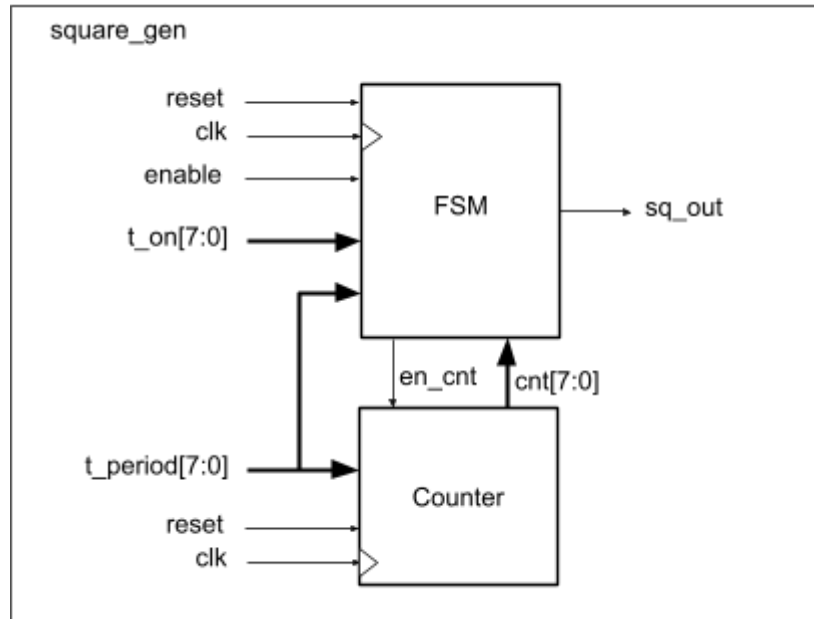 square_gen
reset
clk
enable
FSM
sq_out
t_on[7:0]
en_cnt
cnt[7:0]
t_period[7:0]
Counter
reset
clk